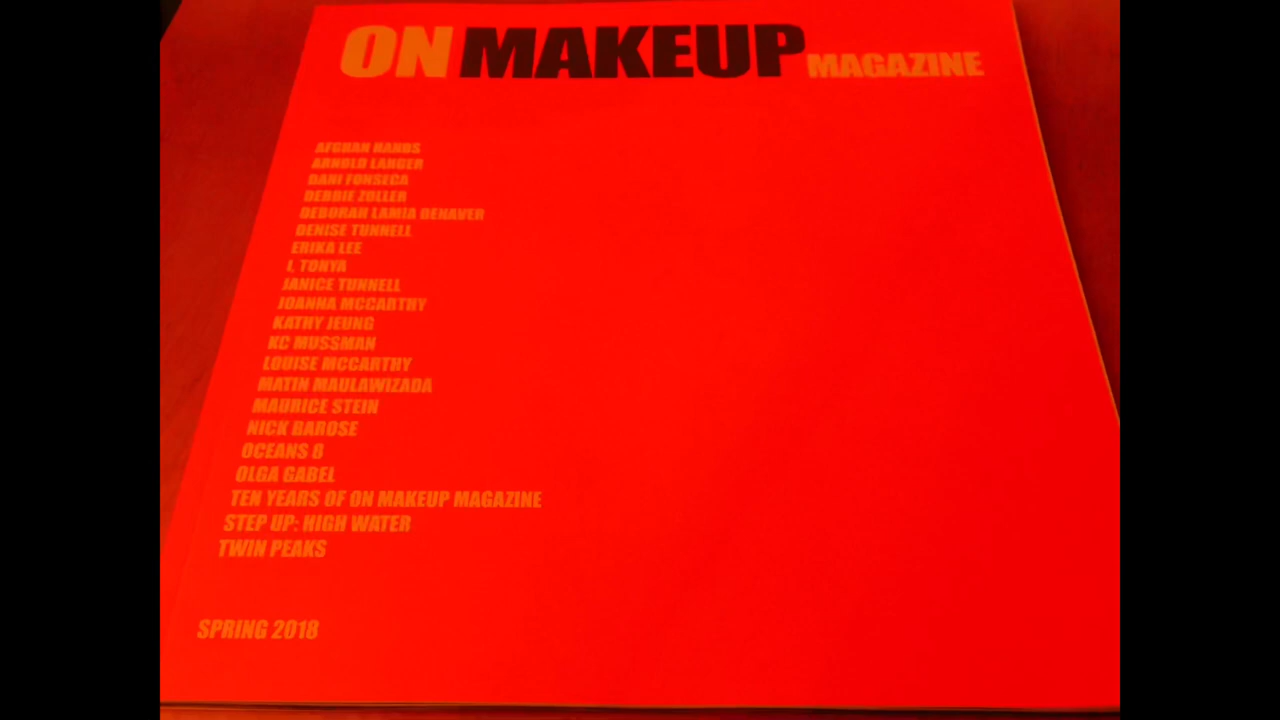 ON MAKEUP MAGAZINE
AFGHAN HANDS
ARNOLD LANGER
DANI FONSECA
DEBBIE ZOLLER
DEBORAH LAMIA DENAVER
DENISE TUNNELL
ERIKA LEE
I, TONYA
JANICE TUNNELL
JOANNA MCCARTHY
KATHY JEUNG
KC MUSSMAN
LOUISE MCCARTHY
MATIN MAULAWIZADA
MAURICE STEIN
NICK BAROSE
OCEANS 8
OLGA GABEL
TEN YEARS OF ON MAKEUP MAGAZINE
STEP UP: HIGH WATER
TWIN PEAKS
SPRING 2018